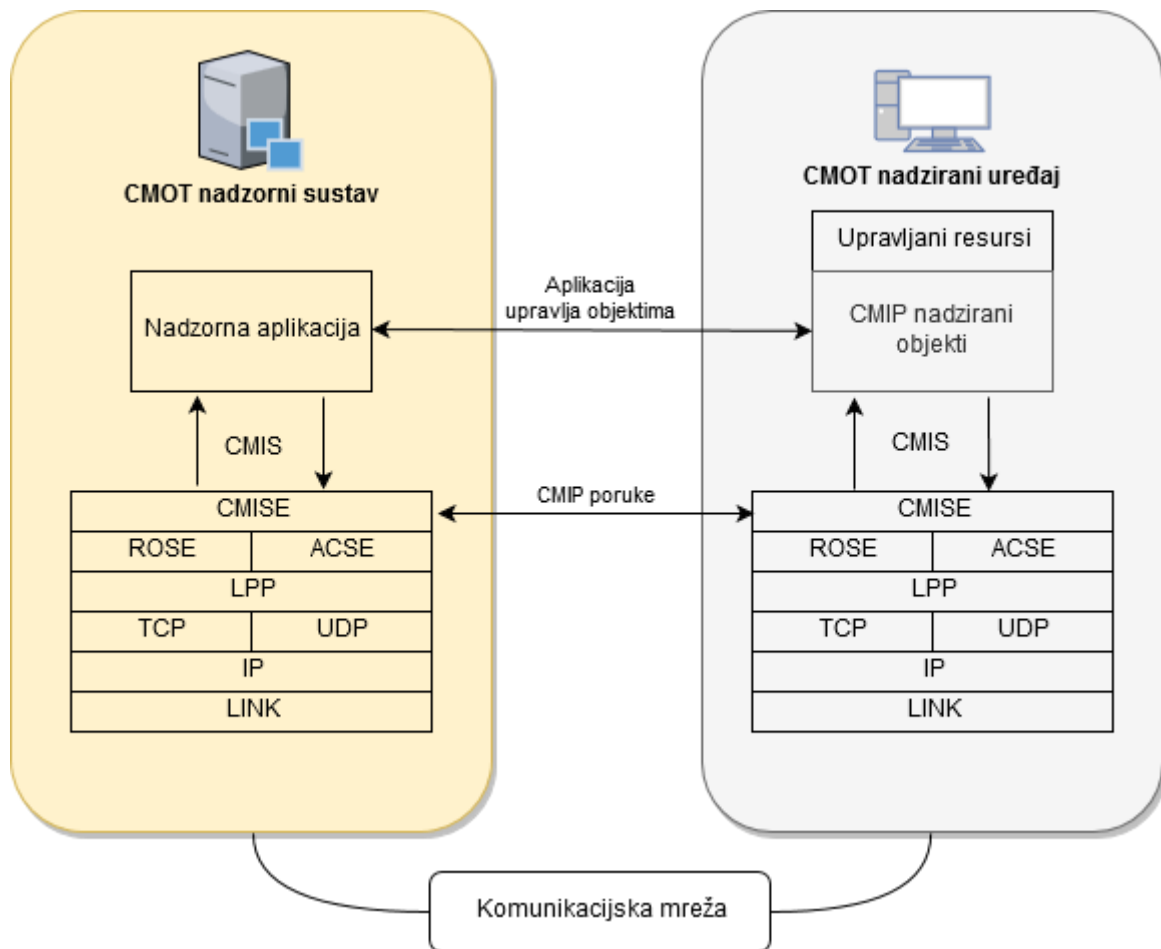 CMOT nadzorni sustav
Nadzorna aplikacija
CMIS
CMISE
ROSE
ACSE
LPP
TCP
UDP
IP
LINK
Aplikacija
upravlja objektima
CMIP poruke
CMOT nadzirani uređaj
Upravljani resursi
CMIP nadzirani
objekti
CMIS
CMISE
ROSE
ACSE
LPP
TCP
UDP
IP
LINK
Komunikacijska mreža